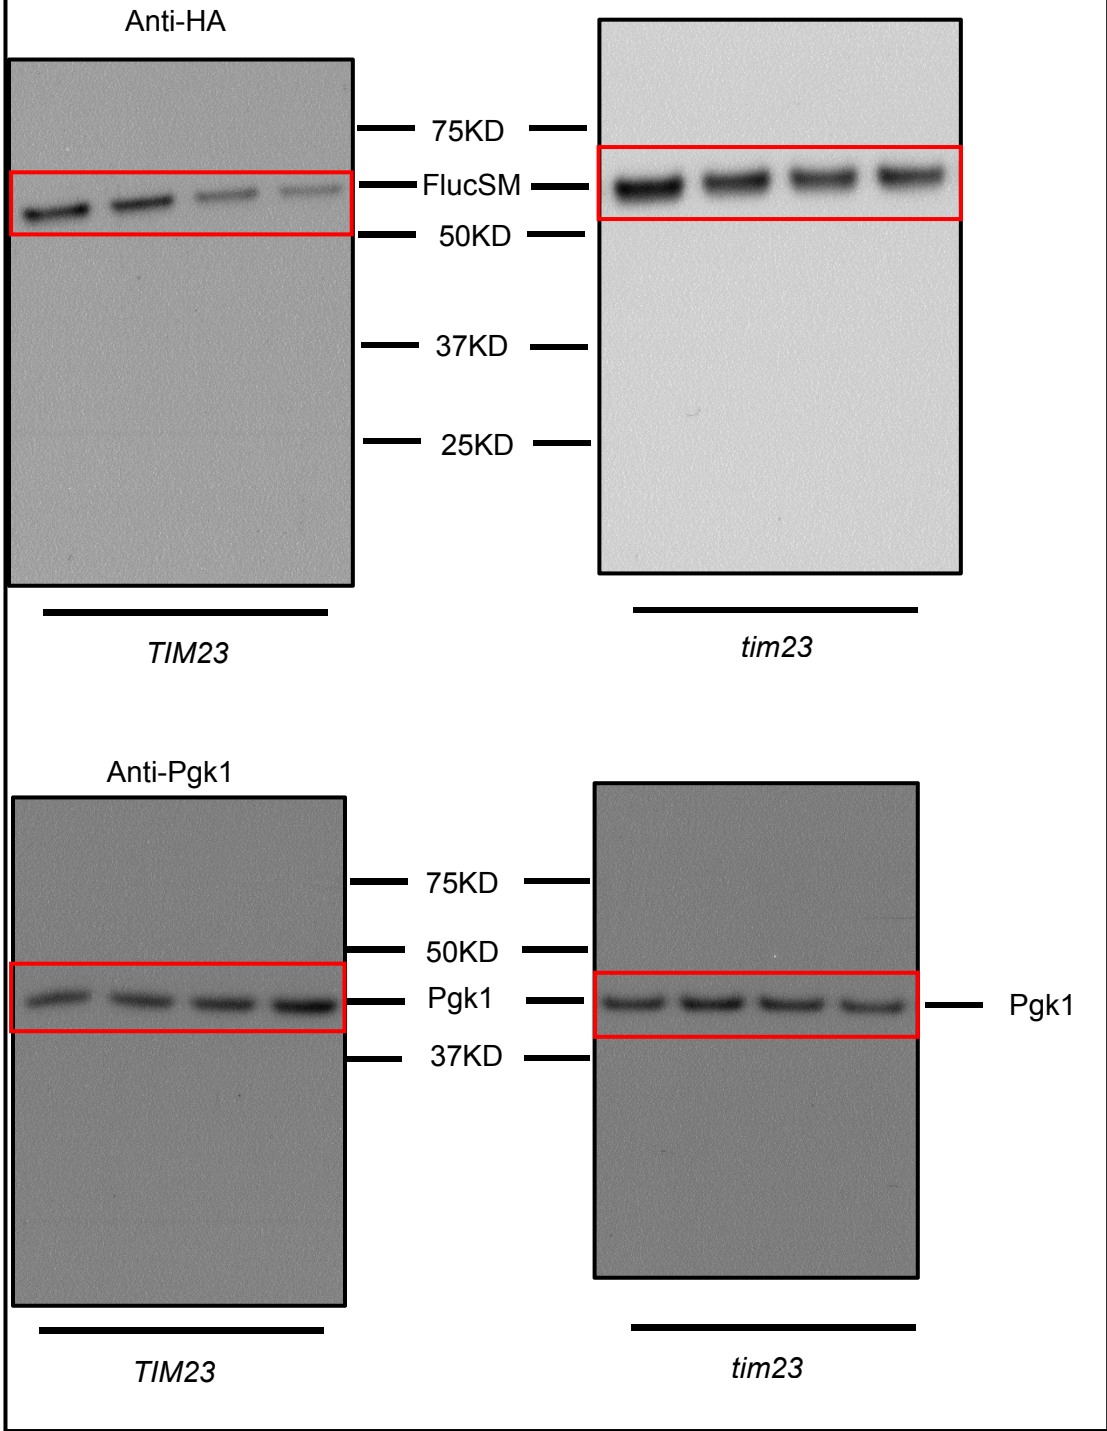 Anti-HA
75KD
FlucSM
50KD
37KD
25KD
TIM23
tim23
Anti-Pgk1
75KD
50KD
Pgk1
Pgk1
37KD
TIM23
tim23